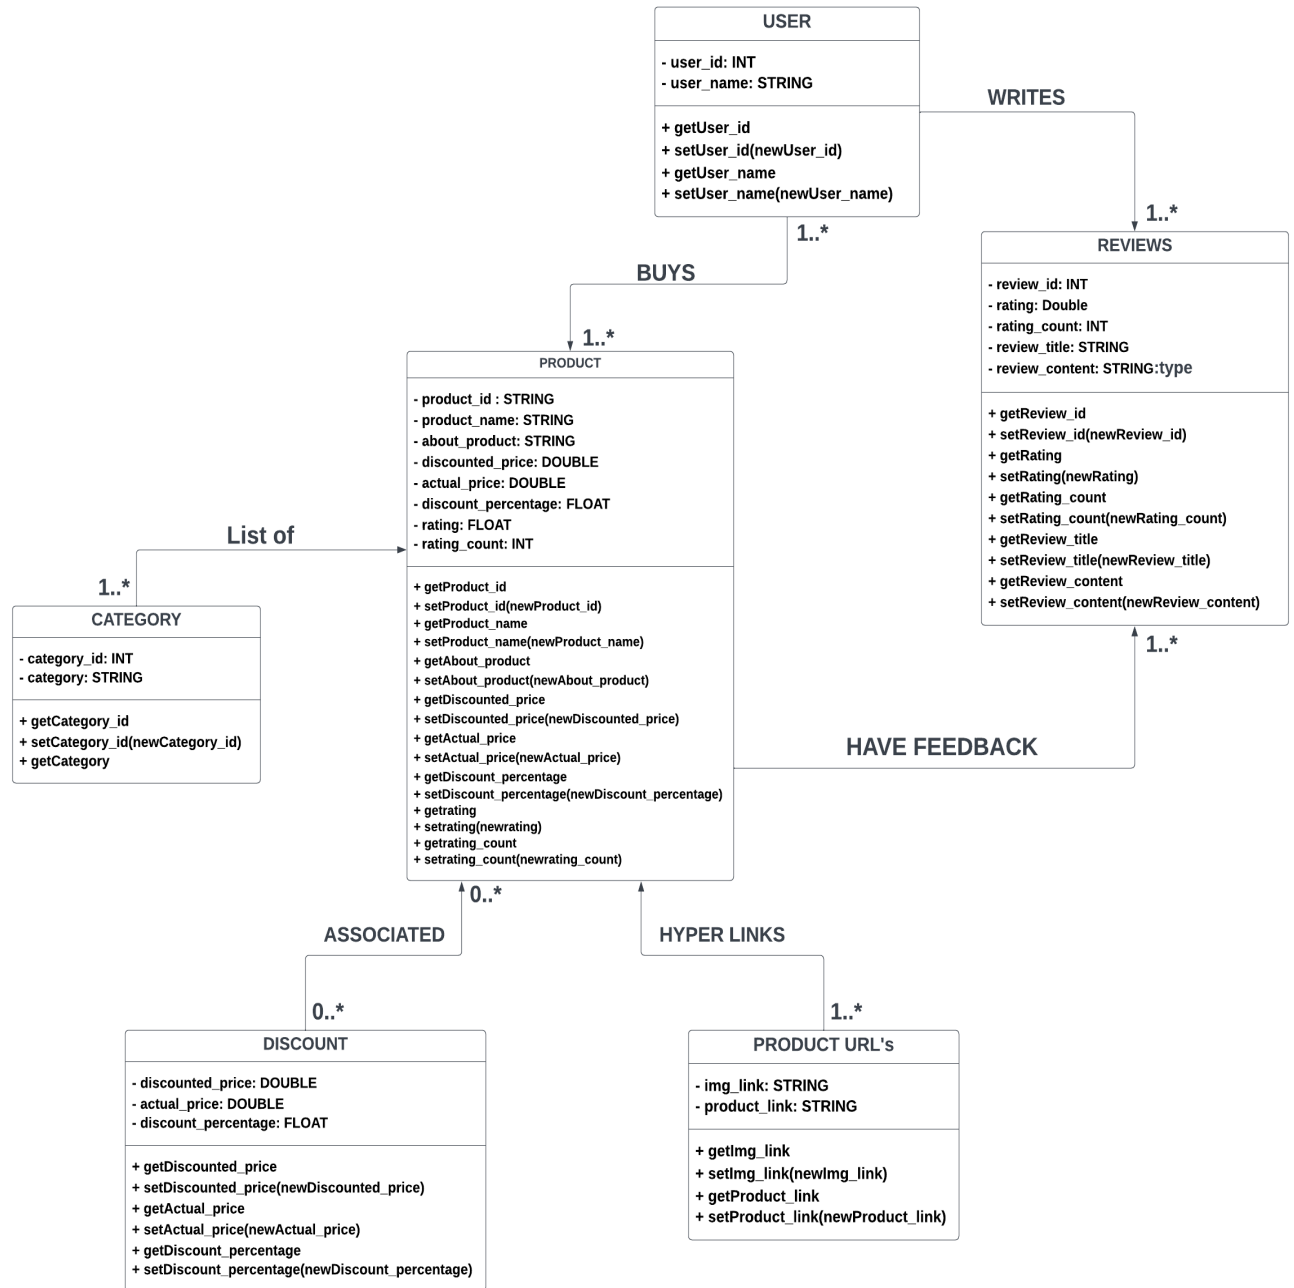 USER
- user_id: INT
- user_name: STRING
+ getUser_id
+ setUser_id(newUser_id)
+ getUser_name
+ setUser_name(newUser_name)
WRITES
1..*
1..*
BUYS
1..*
REVIEWS
- review_id: INT
- rating: Double
- rating_count: INT
- review_title: STRING
- review_content: STRING:type
+ getReview_id
+ setReview_id(newReview_id)
+ getRating
+ setRating(newRating)
+ getRating_count
+ setRating_count(newRating_count)
+ getReview_title
+ setReview_title(newReview_title)
+ getReview_content
+ setReview_content(newReview_content)
1..*
PRODUCT
- product_id : STRING
- product_name: STRING
- about_product: STRING
- discounted_price: DOUBLE
- actual_price: DOUBLE
- discount_percentage: FLOAT
- rating: FLOAT
- rating_count: INT
+ getProduct_id
+ setProduct_id(newProduct_id)
+ getProduct_name
+ setProduct_name(newProduct_name)
+ getAbout_product
+ setAbout_product(newAbout_product)
+ getDiscounted_price
+ setDiscounted_price(newDiscounted_price)
+ getActual_price
+ setActual_price(newActual_price)
+ getDiscount_percentage
+ setDiscount_percentage(newDiscount_percentage)
+ getrating
+ setrating(newrating)
+ getrating_count
+ setrating_count(newrating_count)
List of
1..*
CATEGORY
- category_id: INT
- category: STRING
+ getCategory_id
+ setCategory_id(newCategory_id)
+ getCategory
HAVE FEEDBACK
0..*
ASSOCIATED
HYPER LINKS
0..*
1..*
DISCOUNT
- discounted_price: DOUBLE
- actual_price: DOUBLE
- discount_percentage: FLOAT
+ getDiscounted_price
+ setDiscounted_price(newDiscounted_price)
+ getActual_price
+ setActual_price(newActual_price)
+ getDiscount_percentage
+ setDiscount_percentage(newDiscount_percentage)
PRODUCT URL's
- img_link: STRING
- product_link: STRING
+ getImg_link
+ setImg_link(newImg_link)
+ getProduct_link
+ setProduct_link(newProduct_link)